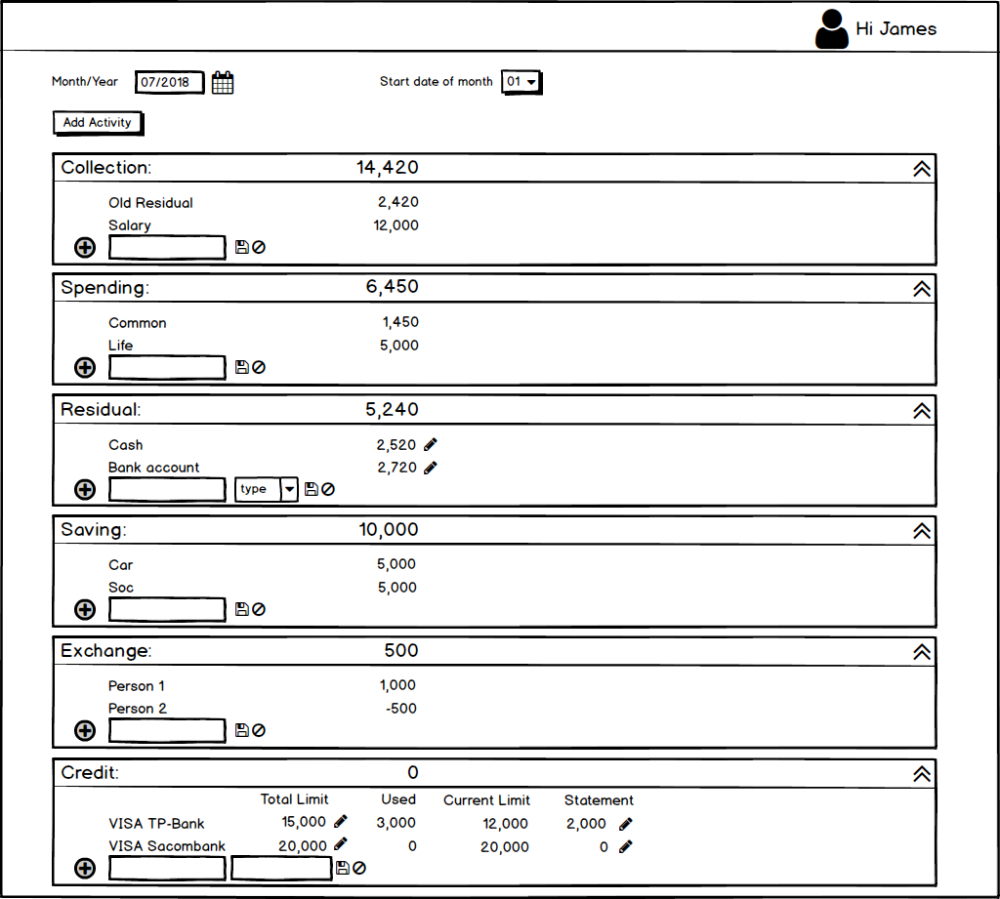 Hi James
Month/Year 07/2018 Start date of month 01
Add Activity
Collection: 14,420
Old Residual 2,420
Salary 12,000
Spending: 6,450
Common 1,450
Life 5,000
Residual: 5,240
Cash 2,520
Bank account 2,720
type
Saving: 10,000
Car 5,000
Soc 5,000
Exchange: 500
Person 1 1,000
Person 2 -500
Credit: 0
Total Limit Used Current Limit Statement
VISA TP-Bank 15,000 3,000 12,000 2,000
VISA Sacombank 20,000 0 20,000 0